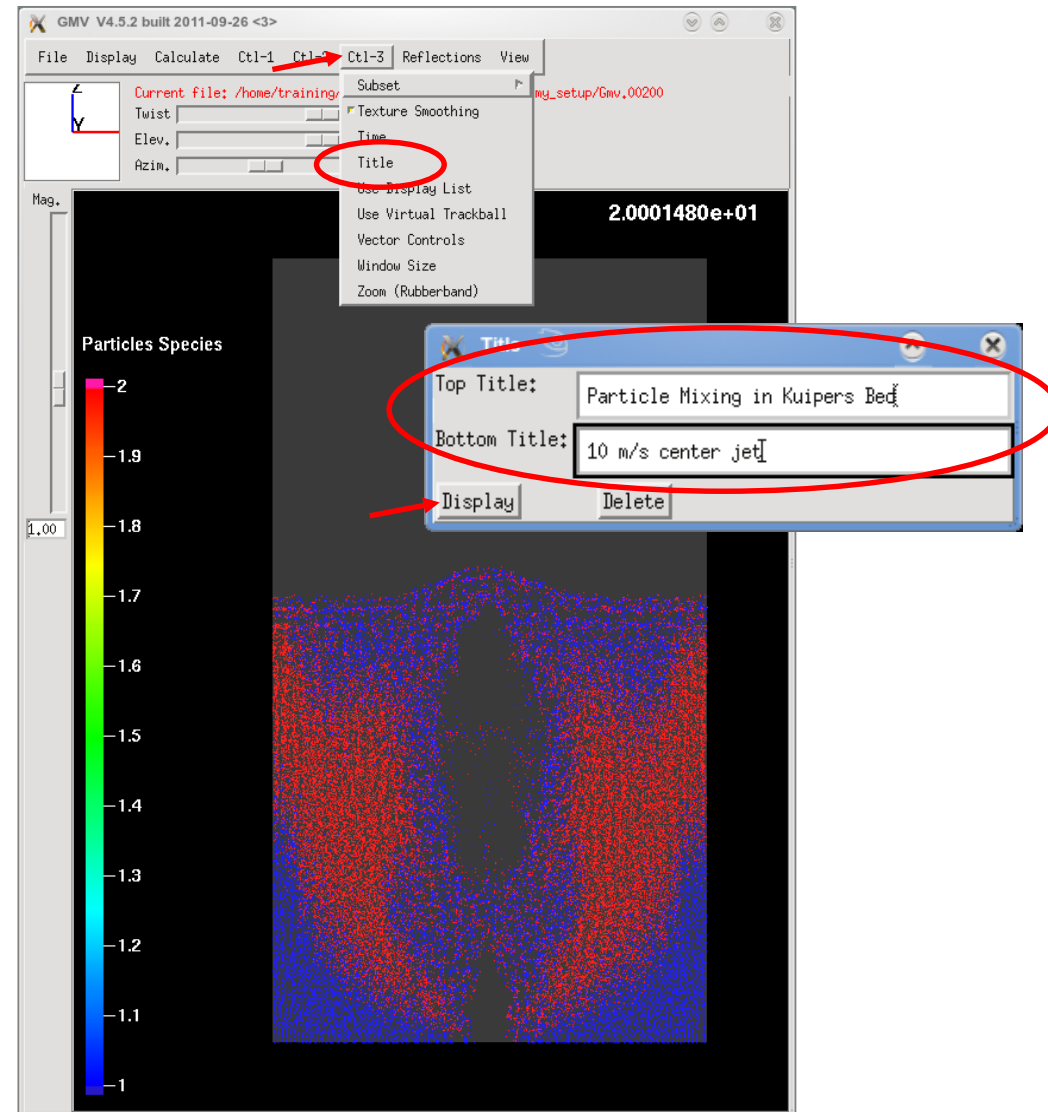 GMV V4.5.2 built 2011-09-26 <3>
File Display Calculate Ctl-1 Ctl-2 Ctl-3 Reflections View
Current file: /home/training/ my_setup/Gmv.00200
Twist
Elev.
Azim.
Z
Y
Subset
Texture Smoothing
Time
Title
Use Display List
Use Virtual Trackball
Vector Controls
Window Size
Zoom (Rubberband)
Mag.
1.00
2.0001480e+01
Particles Species
2
1.9
1.8
1.7
1.6
1.5
1.4
1.3
1.2
1.1
1
Title
Top Title: Particle Mixing in Kuipers Bed
Bottom Title: 10 m/s center jet
Display Delete